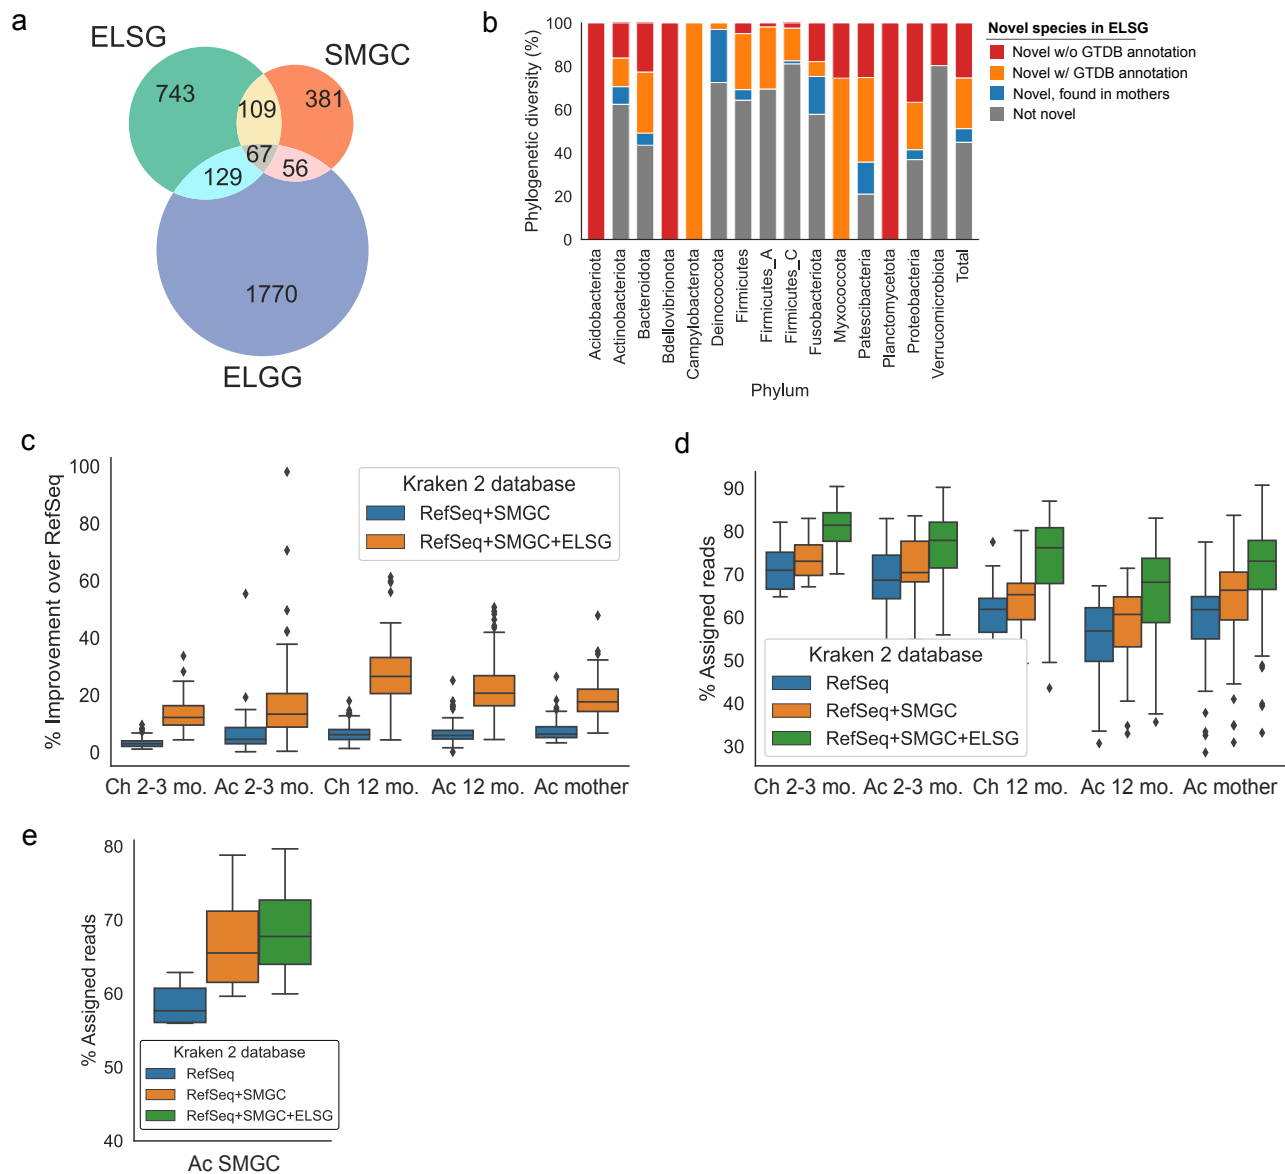 a
ELSG
SMGC
743
109
381
67
129
56
1770
ELGG
b
Phylogenetic diversity (%)
100
80
60
40
20
0
Acidobacteriota
Actinobacteriota
Bacteroidota
Bdellovibrionota
Campylobacterota
Deinococcota
Firmicutes
Firmicutes_A
Firmicutes_C
Fusobacteriota
Myxococcota
Patescibacteria
Planctomycetota
Proteobacteria
Verrucomicrobiota
Total
Phylum
Novel species in ELSG
Novel w/o GTDB annotation
Novel w/ GTDB annotation
Novel, found in mothers
Not novel
c
% Improvement over RefSeq
100
80
60
40
20
0
Kraken 2 database
RefSeq+SMGC
RefSeq+SMGC+ELSG
Ch 2-3 mo. Ac 2-3 mo. Ch 12 mo. Ac 12 mo. Ac mother
d
% Assigned reads
90
80
70
60
50
40
30
Kraken 2 database
RefSeq
RefSeq+SMGC
RefSeq+SMGC+ELSG
Ch 2-3 mo. Ac 2-3 mo. Ch 12 mo. Ac 12 mo. Ac mother
e
% Assigned reads
80
70
60
50
40
Kraken 2 database
RefSeq
RefSeq+SMGC
RefSeq+SMGC+ELSG
Ac SMGC